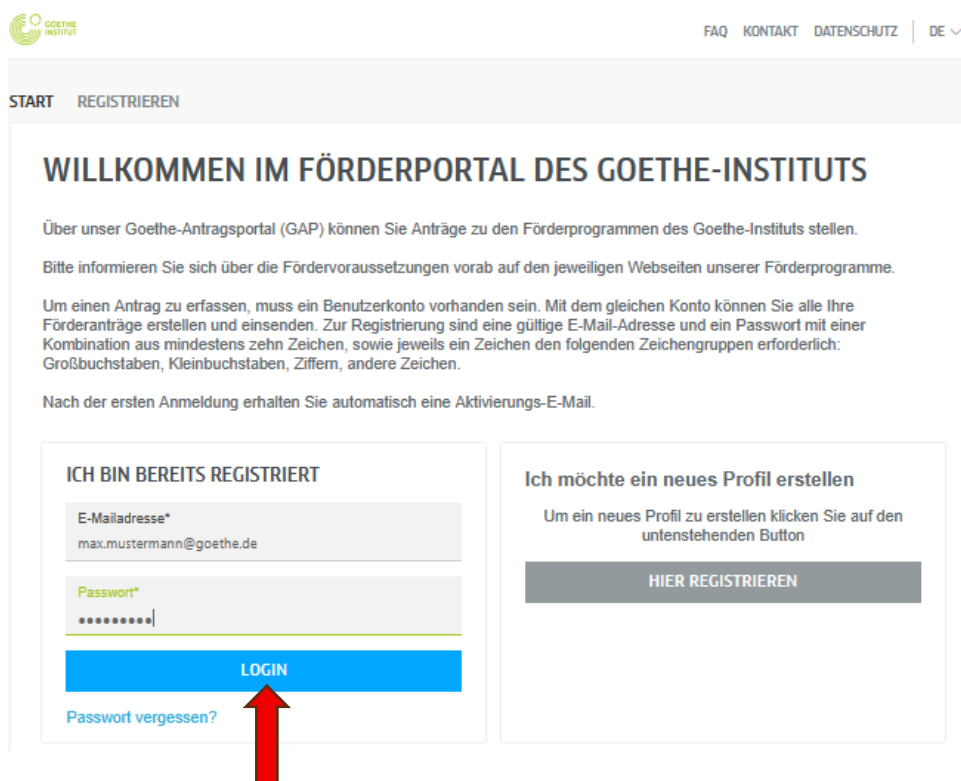 GOETHE
INSTITUT
FAQ KONTAKT DATENSCHUTZ DE
START REGISTRIEREN
WILLKOMMEN IM FÖRDERPORTAL DES GOETHE-INSTITUTS
Über unser Goethe-Antragsportal (GAP) können Sie Anträge zu den Förderprogrammen des Goethe-Instituts stellen.
Bitte informieren Sie sich über die Fördervoraussetzungen vorab auf den jeweiligen Webseiten unserer Förderprogramme.
Um einen Antrag zu erfassen, muss ein Benutzerkonto vorhanden sein. Mit dem gleichen Konto können Sie alle Ihre
Förderanträge erstellen und einsenden. Zur Registrierung sind eine gültige E-Mail-Adresse und ein Passwort mit einer
Kombination aus mindestens zehn Zeichen, sowie jeweils ein Zeichen den folgenden Zeichengruppen erforderlich:
Großbuchstaben, Kleinbuchstaben, Ziffern, andere Zeichen.
Nach der ersten Anmeldung erhalten Sie automatisch eine Aktivierungs-E-Mail.
ICH BIN BEREITS REGISTRIERT
E-Mailadresse*
max.mustermann@goethe.de
Passwort*
•••••••••
LOGIN
Passwort vergessen?
Ich möchte ein neues Profil erstellen
Um ein neues Profil zu erstellen klicken Sie auf den
untenstehenden Button
HIER REGISTRIEREN